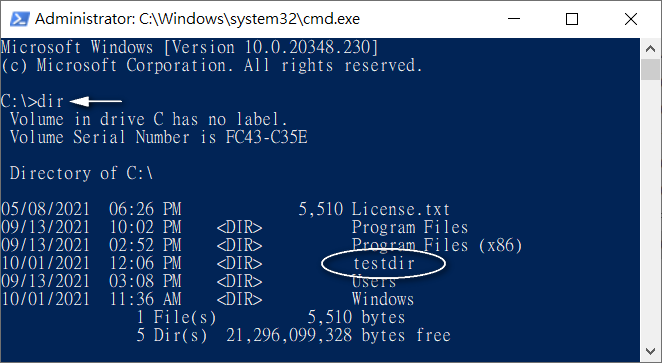 Administrator: C:\Windows\system32\cmd.exe
Microsoft Windows [Version 10.0.20348.230]
(c) Microsoft Corporation. All rights reserved.
C:\>dir
 Volume in drive C has no label.
 Volume Serial Number is FC43-C35E
 Directory of C:\
05/08/2021  06:26 PM             5,510 License.txt
09/13/2021  10:02 PM    <DIR>          Program Files
09/13/2021  02:52 PM    <DIR>          Program Files (x86)
10/01/2021  12:06 PM    <DIR>          testdir
09/13/2021  03:08 PM    <DIR>          Users
10/01/2021  11:36 AM    <DIR>          Windows
               1 File(s)          5,510 bytes
               5 Dir(s)  21,296,099,328 bytes free